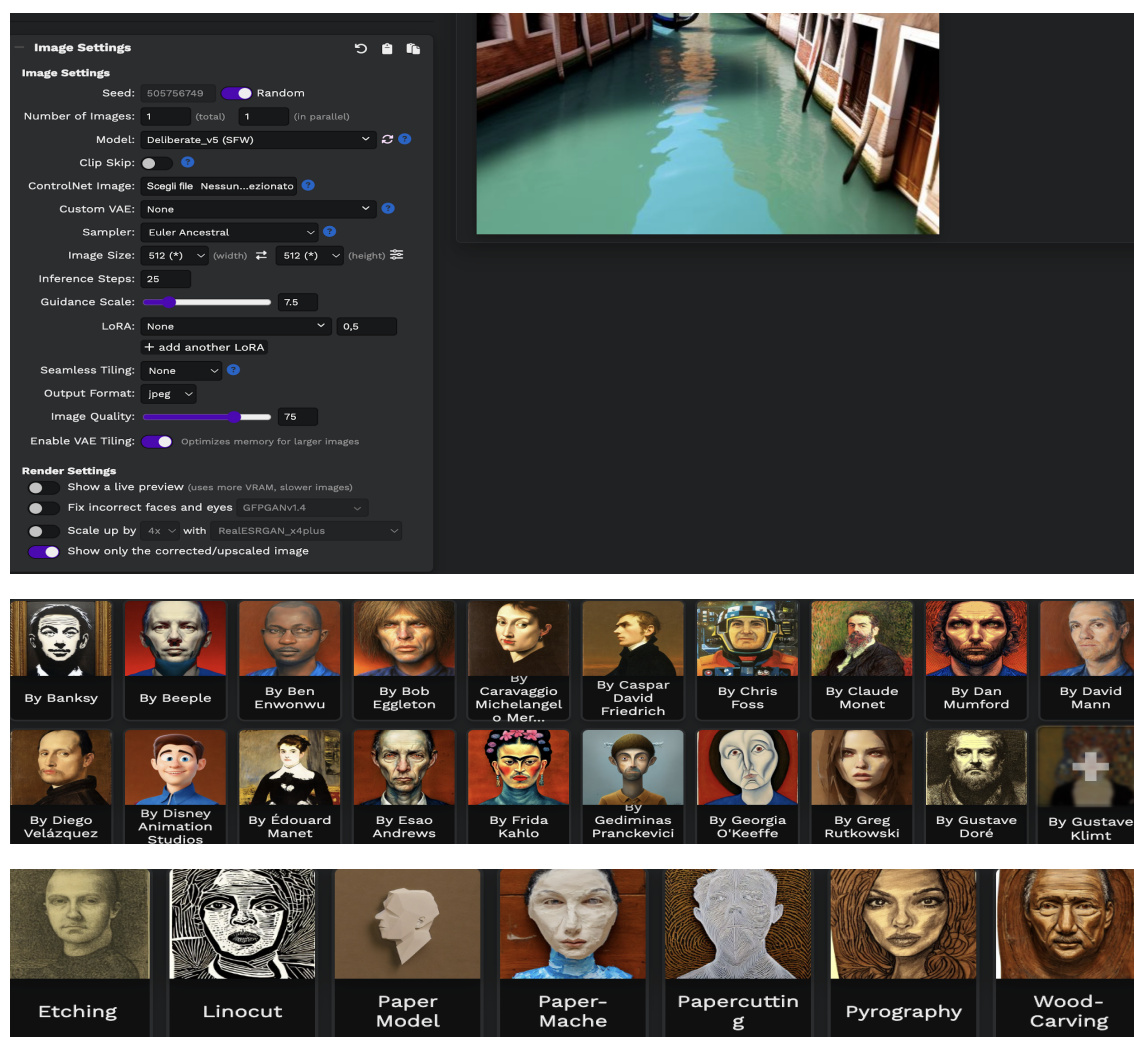 Image Settings
Image Settings
Seed: 505756749 Random
Number of Images: 1 (total) 1 (in parallel)
Model: Deliberate_v5 (SFW) ?
Clip Skip: ?
ControlNet Image: Scegli file Nessun...ezionato ?
Custom VAE: None ?
Sampler: Euler Ancestral ?
Image Size: 512 (*) (width) 512 (*) (height)
Inference Steps: 25
Guidance Scale: 7.5
LoRA: None 0,5
+ add another LoRA
Seamless Tiling: None ?
Output Format: jpeg
Image Quality: 75
Enable VAE Tiling: Optimizes memory for larger images
Render Settings
Show a live preview (uses more VRAM, slower images)
Fix incorrect faces and eyes GFPGANv1.4
Scale up by 4x with RealESRGAN_x4plus
Show only the corrected/upscaled image
By Banksy
By Beeple
By Ben
Enwonwu
By Bob
Eggleton
By
Caravaggio
Michelangel
o Mer...
By Caspar
David
Friedrich
By Chris
Foss
By Claude
Monet
By Dan
Mumford
By David
Mann
By Diego
Velázquez
By Disney
Animation
Studios
By Édouard
Manet
By Esao
Andrews
By Frida
Kahlo
By
Gediminas
Pranckevici
By Georgia
O'Keeffe
By Greg
Rutkowski
By Gustave
Doré
By Gustave
Klimt
Etching
Linocut
Paper
Model
Paper-
Mache
Papercuttin
g
Pyrography
Wood-
Carving